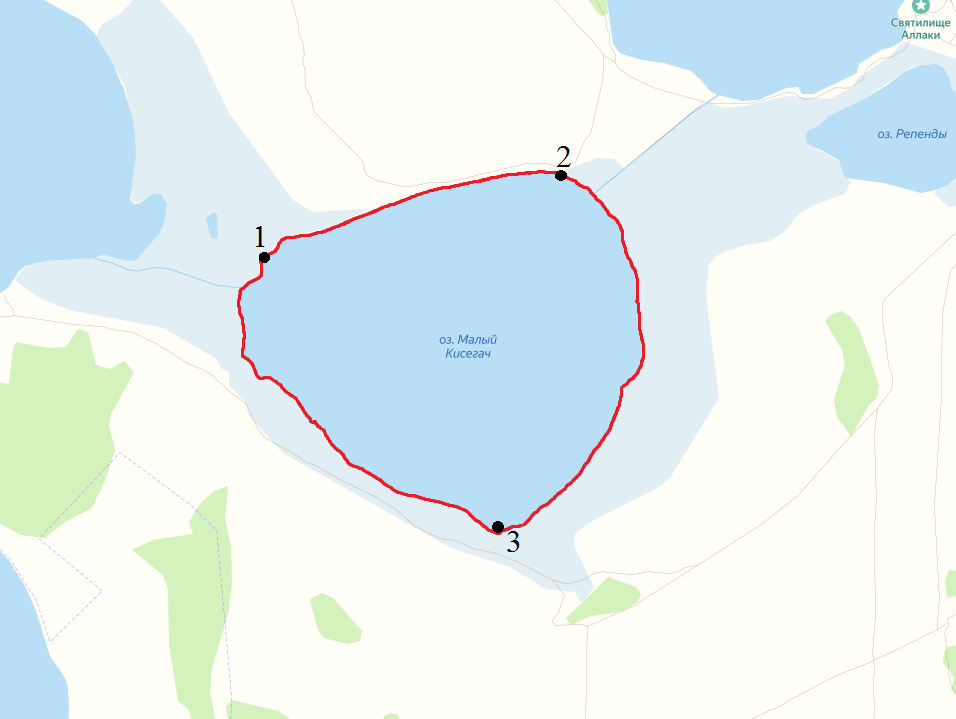 Святилище
Аллаки
оз. Репенды
2
1
оз. Малый
Кисегач
3